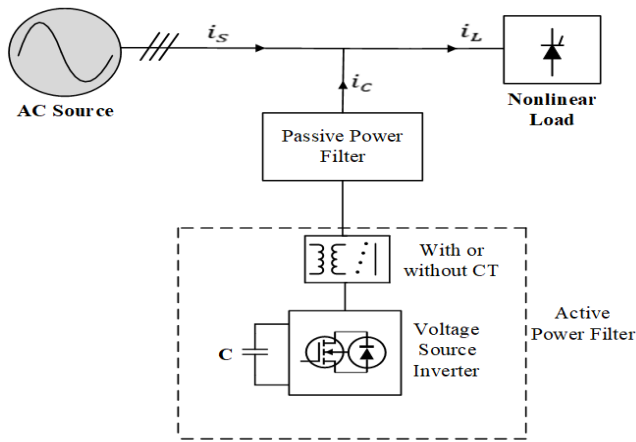 i_S
i_L
AC Source
Nonlinear
Load
i_C
Passive Power
Filter
With or
without CT
Active
Power Filter
Voltage
Source
Inverter
C